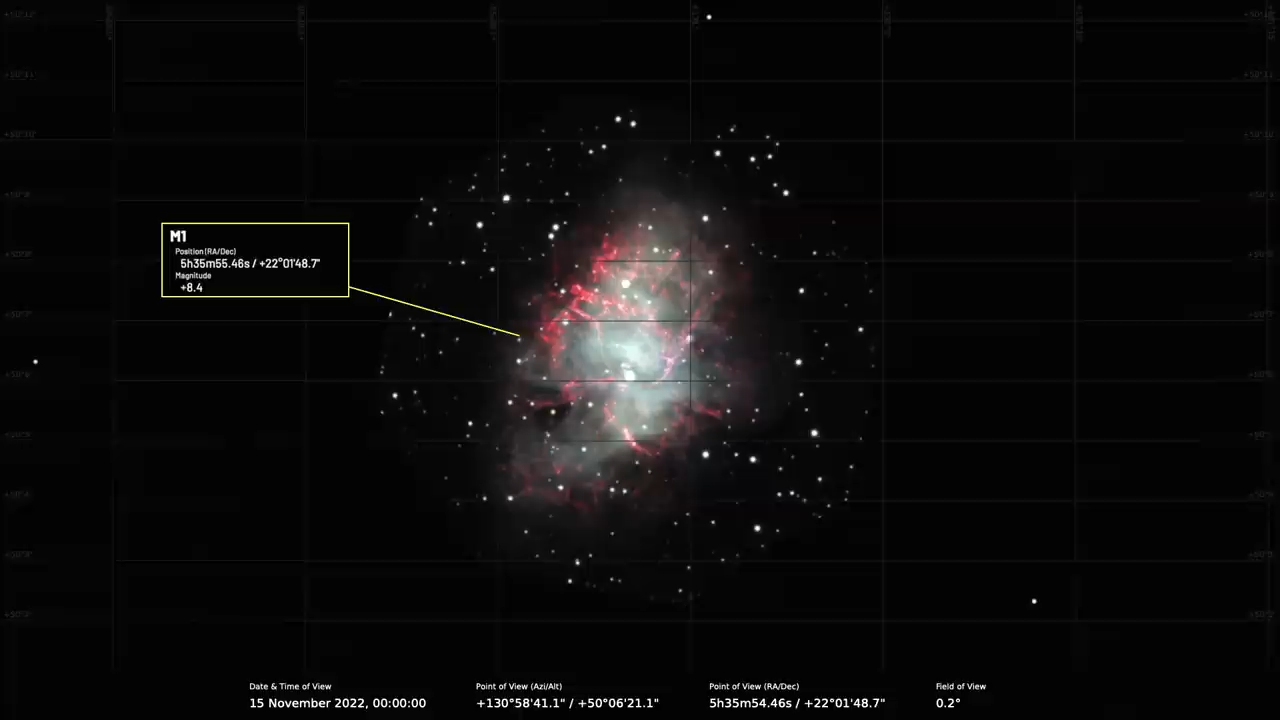 M1
Position (RA/Dec)
5h35m55.46s / +22°01'48.7"
Magnitude
+8.4
Date & Time of View
15 November 2022, 00:00:00
Point of View (Azi/Alt)
+130°58'41.1" / +50°06'21.1"
Point of View (RA/Dec)
5h35m54.46s / +22°01'48.7"
Field of View
0.2°